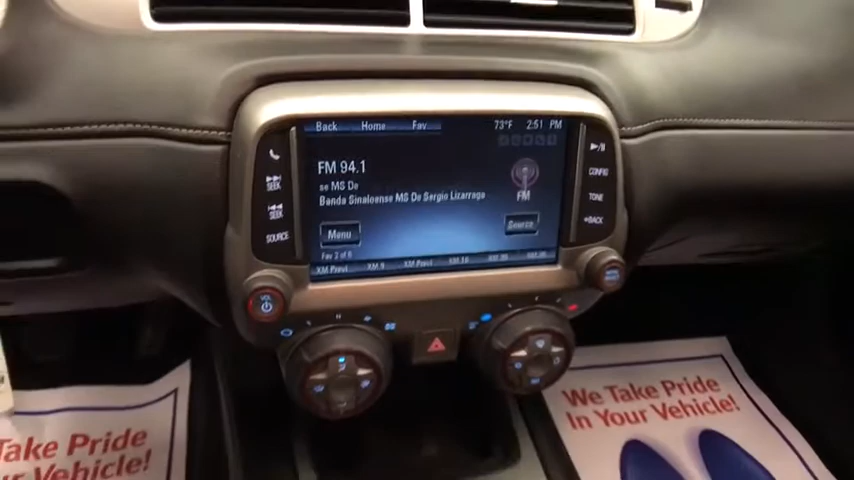 Back Home Fav 73°F 2:51 PM
FM 94.1
se MS De
Banda Sinaloense MS De Sergio Lizarraga
FM
Menu Source
Fav 2 of 6
SEEK
SEEK
SOURCE
CONFIG
TONE
BACK
We Take Pride
In Your Vehicle!
Take Pride
Your Vehicle!